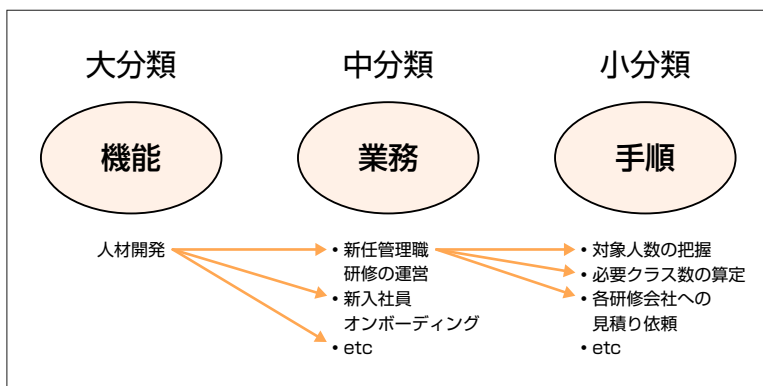 大分類
中分類
小分類
機能
業務
手順
人材開発
・新任管理職
研修の運営
・新入社員
オンボーディング
・etc
・対象人数の把握
・必要クラス数の算定
・各研修会社への
見積り依頼
・etc